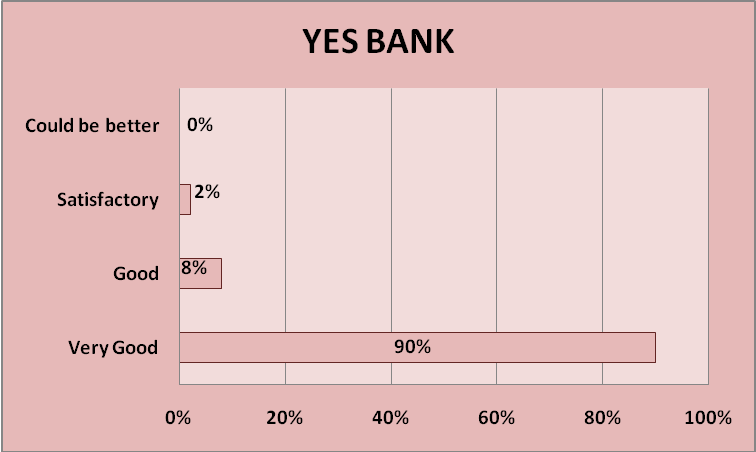 YES BANK
Could be better 0%
Satisfactory 2%
Good 8%
Very Good 90%
0% 20% 40% 60% 80% 100%